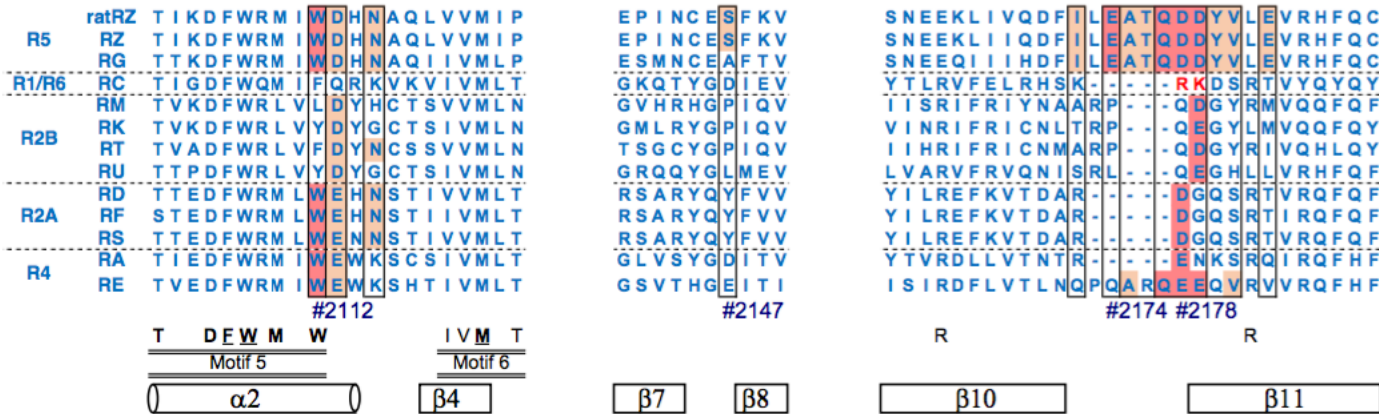 ratRZ T I K D F W R M I W D H N A Q L V V M I P E P I N C E S F K V S N E E K L I V Q D F I L E A T Q D D Y V L E V R H F Q C
R5 RZ T I K D F W R M I W D H N A Q L V V M I P E P I N C E S F K V S N E E K L I I Q D F I L E A T Q D D Y V L E V R H F Q C
RG T T K D F W R M I W D H N A Q I I V M L P E S M N C E A F T V S N E E Q I I I H D F I L E A T Q D D Y V L E V R H F Q C
R1/R6 RC T I G D F W Q M I F Q R K V K V I V M L T G K Q T Y G D I E V Y T L R V F E L R H S K - - - - - R K D S R T V Y Q Y Q Y
RM T V K D F W R L V L D Y H C T S V V M L N G V H R H G P I Q V I I S R I F R I Y N A A R P - - - Q D G Y R M V Q Q F Q F
R2B RK T V K D F W R L V Y D Y G C T S I V M L N G M L R Y G P I Q V V I N R I F R I C N L T R P - - - Q E G Y L M V Q Q F Q Y
RT T V A D F W R L V F D Y N C S S V V M L N T S G C Y G P I Q V I I H R I F R I C N M A R P - - - Q D G Y R I V Q H L Q Y
RU T T P D F W R L V Y D Y G C T S I V M L N G R Q Q Y G L M E V L V A R V F R V Q N I S R L - - - Q E G H L L V R H F Q Y
RD T T E D F W R M L W E H N S T I V V M L T R S A R Y Q Y F V V Y I L R E F K V T D A R - - - - - D G Q S R T V R Q F Q F
R2A RF S T E D F W R M L W E H N S T I I V M L T R S A R Y Q Y F V V Y I L R E F K V T D A R - - - - - D G Q S R T I R Q F Q F
RS T T E D F W R M L W E N N S T I V V M L T R S A R Y Q Y F V V Y I L R E F K V T D A R - - - - - D G Q S R T V R Q F Q F
R4 RA T I E D F W R M I W E W K S C S I V M L T G L V S Y G D I T V Y T V R D L L V T N T R - - - - - E N K S R Q I R Q F H F
RE T V E D F W R M I W E W K S H T I V M L T G S V T H G E I T I I S I R D F L V T L N Q P Q A R Q E E Q V R V V R Q F H F
#2112 #2147 #2174 #2178
T D F W M W I V M T R R
Motif 5 Motif 6
α2 β4 β7 β8 β10 β11